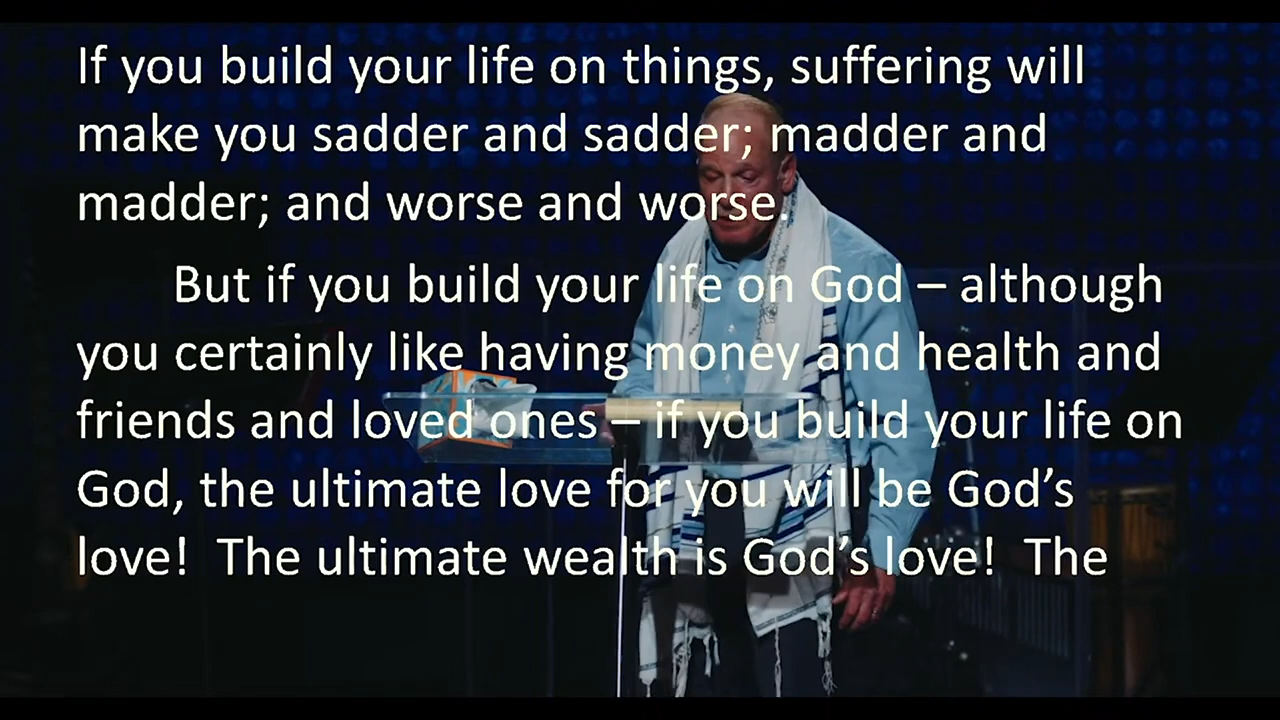 If you build your life on things, suffering will
make you sadder and sadder; madder and
madder; and worse and worse.
But if you build your life on God – although
you certainly like having money and health and
friends and loved ones – if you build your life on
God, the ultimate love for you will be God’s
love!  The ultimate wealth is God’s love!  The